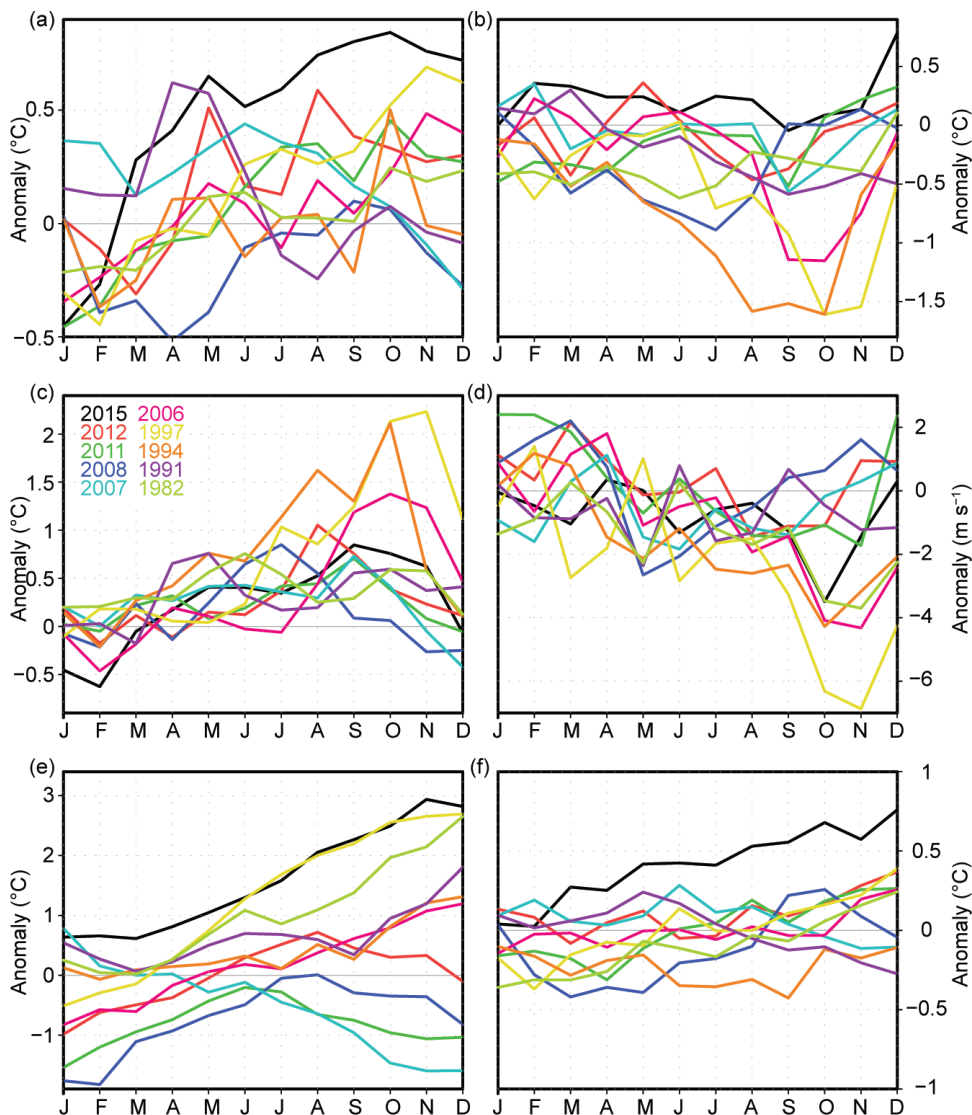 (a)
Anomaly (°C)
0.5
0
−0.5
J F M A M J J A S O N D
(b)
Anomaly (°C)
0.5
0
−0.5
−1
−1.5
J F M A M J J A S O N D
(c)
Anomaly (°C)
2
1.5
1
0.5
0
−0.5
2015 2006
2012 1997
2011 1994
2008 1991
2007 1982
J F M A M J J A S O N D
(d)
Anomaly (m s⁻¹)
2
0
−2
−4
−6
J F M A M J J A S O N D
(e)
Anomaly (°C)
3
2
1
0
−1
J F M A M J J A S O N D
(f)
Anomaly (°C)
1
0.5
0
−0.5
−1
J F M A M J J A S O N D